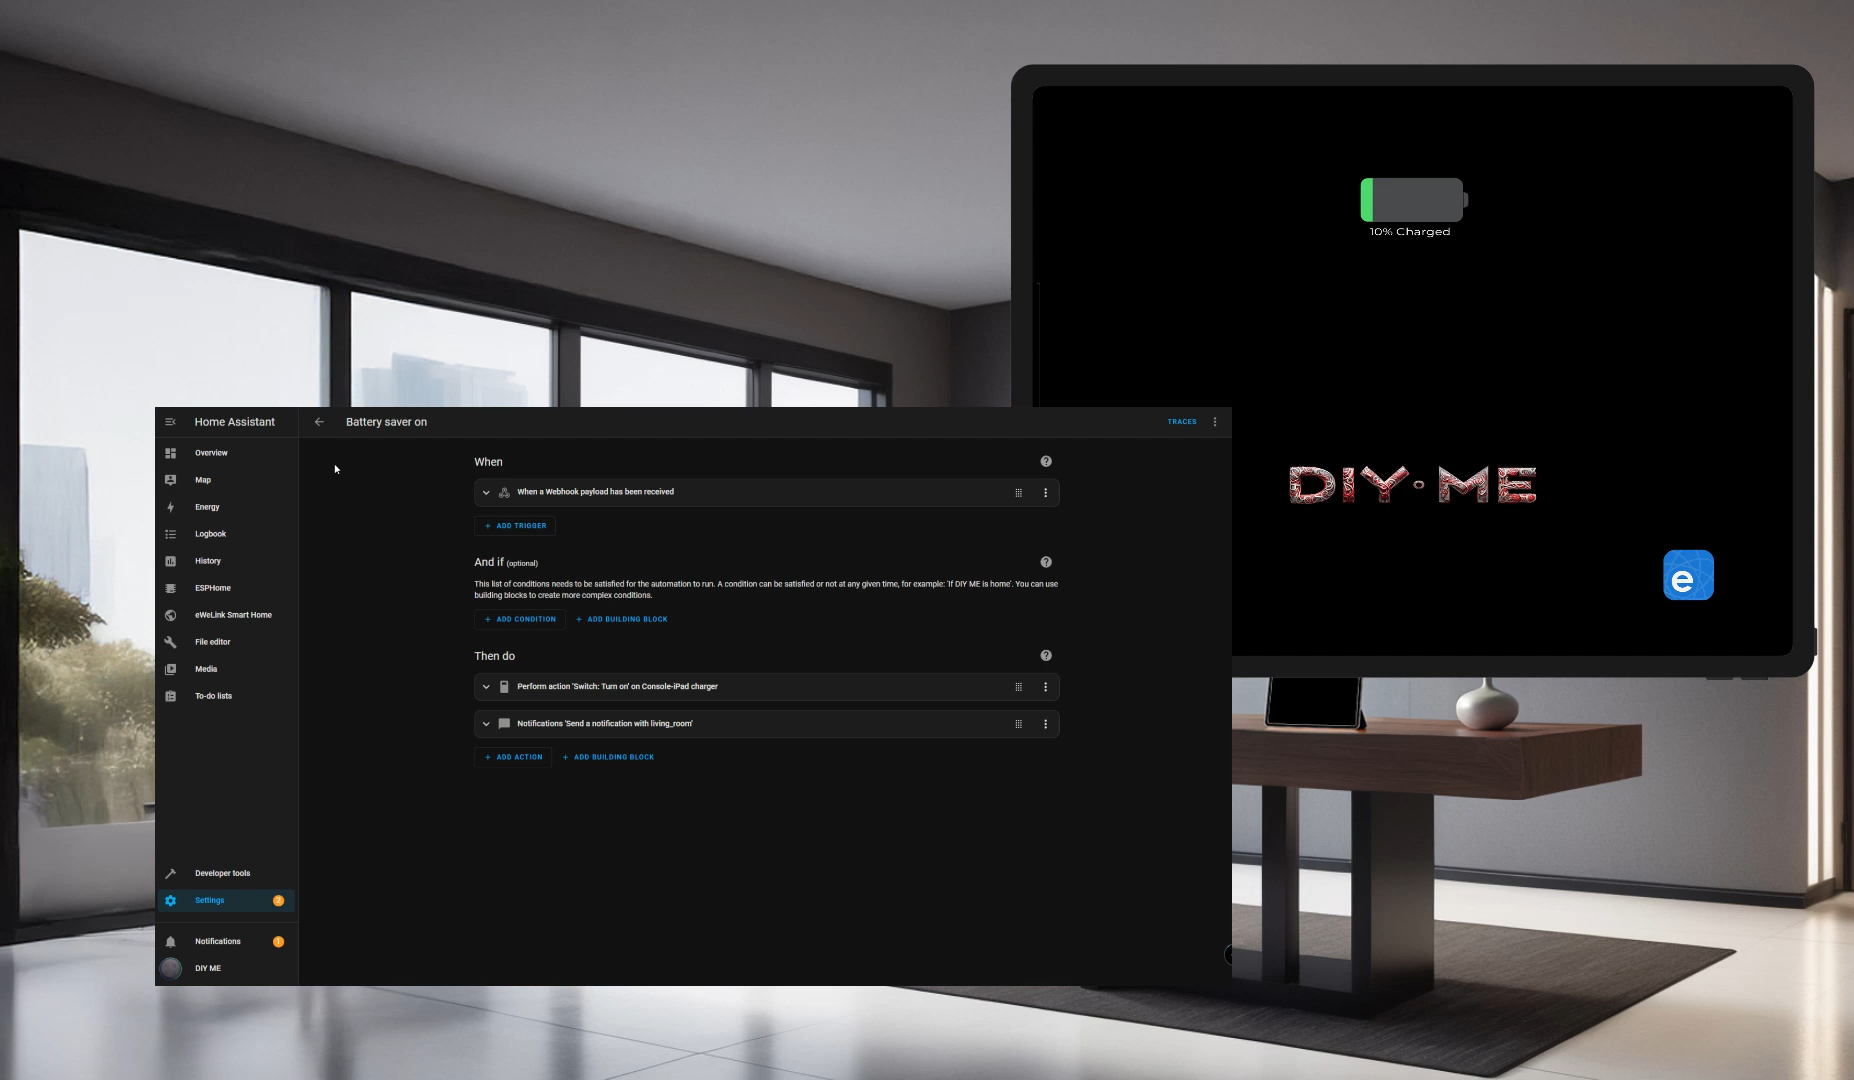 10% Charged
DIY·ME
e
Home Assistant
Battery saver on
TRACES
Overview
Map
Energy
Logbook
History
ESPHome
eWeLink Smart Home
File editor
Media
To-do lists
Developer tools
Settings
2
Notifications
1
DIY ME
When
When a Webhook payload has been received
+ ADD TRIGGER
And if (optional)
This list of conditions needs to be satisfied for the automation to run. A condition can be satisfied or not at any given time, for example: 'If DIY ME is home'. You can use
building blocks to create more complex conditions.
+ ADD CONDITION + ADD BUILDING BLOCK
Then do
Perform action 'Switch: Turn on' on Console-iPad charger
Notifications 'Send a notification with living_room'
+ ADD ACTION + ADD BUILDING BLOCK